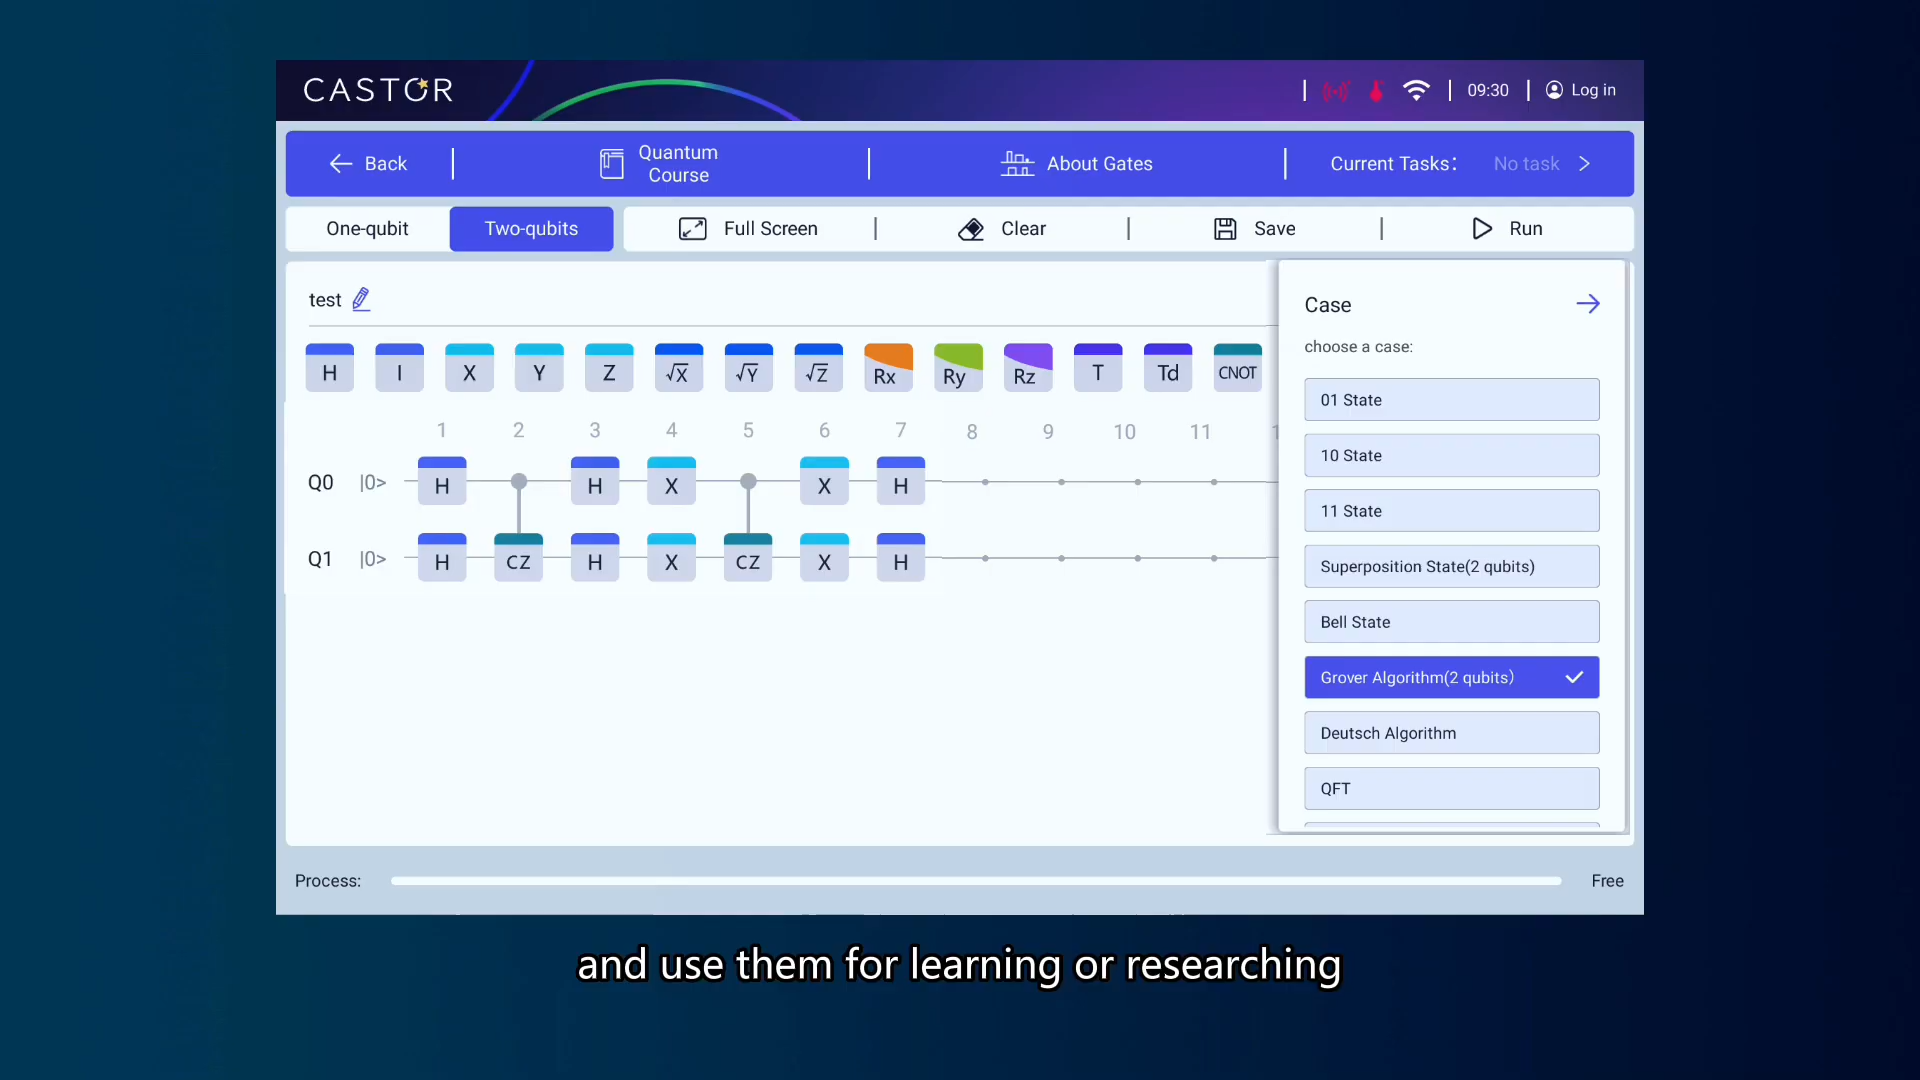 CASTOR
09:30
Log in
Back
Quantum
Course
About Gates
Current Tasks:
No task
One-qubit
Two-qubits
Full Screen
Clear
Save
Run
test
H I X Y Z √X √Y √Z Rx Ry Rz T Td CNOT
1 2 3 4 5 6 7 8 9 10 11
Q0 |0> H H X X H
Q1 |0> H CZ H X CZ X H
Case
choose a case:
01 State
10 State
11 State
Superposition State(2 qubits)
Bell State
Grover Algorithm(2 qubits)
Deutsch Algorithm
QFT
Process:
Free
and use them for learning or researching